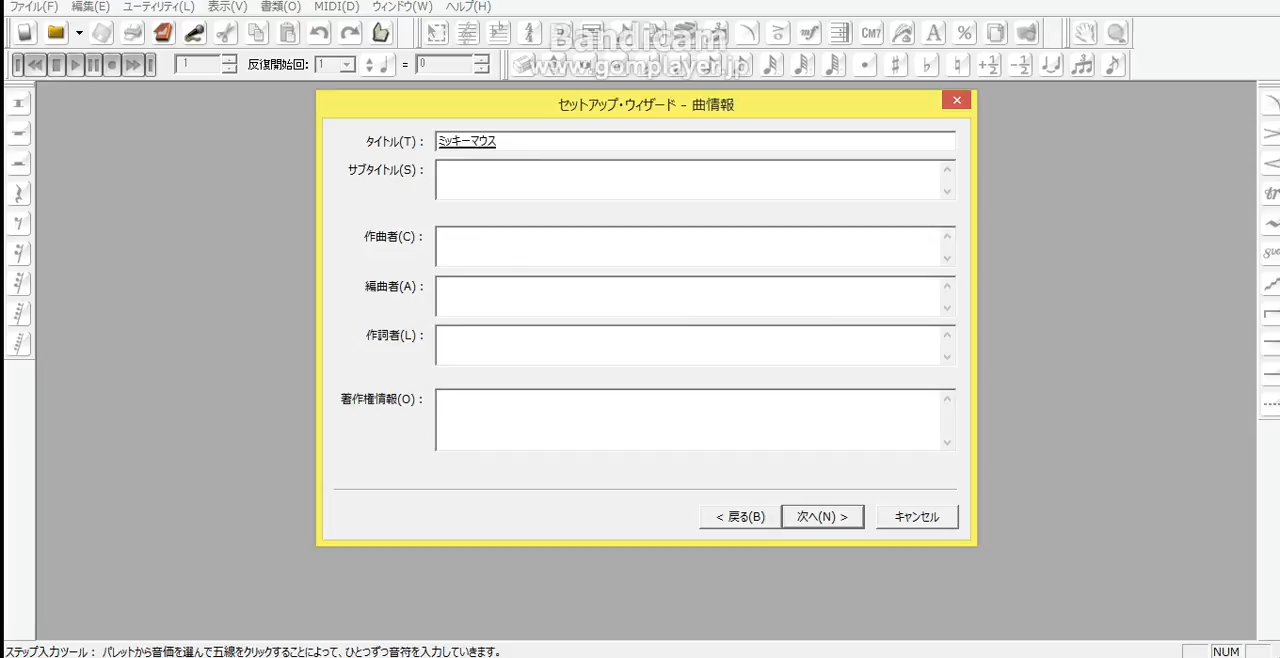 ファイル(F) 編集(E) ユーティリティ(L) 表示(V) 書類(O) MIDI(D) ウィンドウ(W) ヘルプ(H)
Bandicam
www.gomplayer.jp
CM7 A %
1 反復開始回: 1 = 0
+1/2 -1/2
セットアップ・ウィザード - 曲情報
タイトル(T) : ミッキーマウス
サブタイトル(S) :
作曲者(C) :
編曲者(A) :
作詞者(L) :
著作権情報(O) :
< 戻る(B) 次へ(N) > キャンセル
tr
ステップ入力ツール : パレットから音価を選んで五線をクリックすることによって、ひとつずつ音符を入力していきます。
NUM